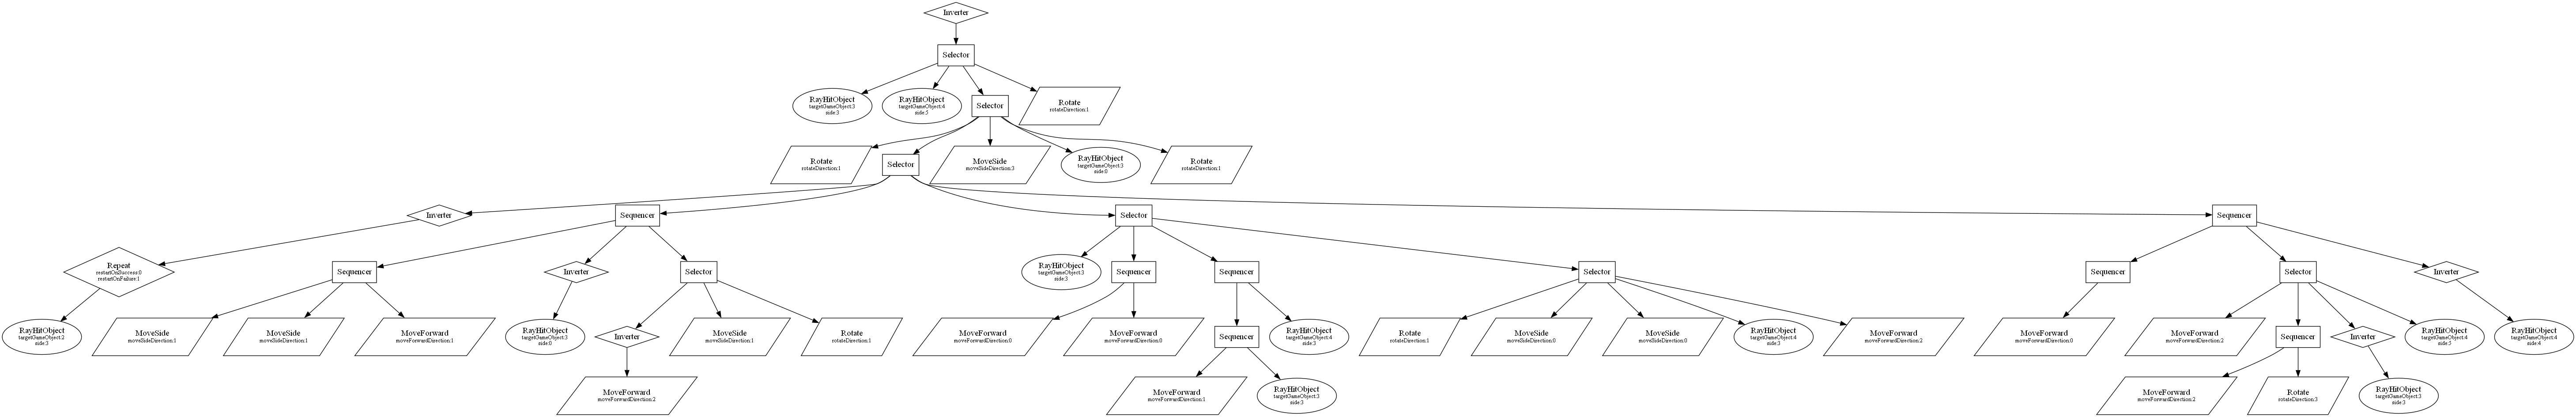 Inverter
Selector
RayHitObject
targetGameObject:3
side:3
RayHitObject
targetGameObject:4
side:5
Selector
Rotate
rotateDirection:1
Rotate
rotateDirection:1
Selector
MoveSide
moveSideDirection:3
RayHitObject
targetGameObject:3
side:0
Rotate
rotateDirection:1
Inverter
Sequencer
Selector
Sequencer
Repeat
restartOnSuccess:0
restartOnFailure:1
Sequencer
Inverter
Selector
RayHitObject
targetGameObject:3
side:3
Sequencer
Sequencer
Selector
Sequencer
Selector
Inverter
RayHitObject
targetGameObject:2
side:3
MoveSide
moveSideDirection:1
MoveSide
moveSideDirection:1
MoveForward
moveForwardDirection:1
RayHitObject
targetGameObject:3
side:0
Inverter
MoveSide
moveSideDirection:1
Rotate
rotateDirection:1
MoveForward
moveForwardDirection:0
MoveForward
moveForwardDirection:0
Sequencer
RayHitObject
targetGameObject:4
side:3
Rotate
rotateDirection:1
MoveSide
moveSideDirection:0
MoveSide
moveSideDirection:0
RayHitObject
targetGameObject:4
side:3
MoveForward
moveForwardDirection:2
MoveForward
moveForwardDirection:0
MoveForward
moveForwardDirection:2
Sequencer
Inverter
RayHitObject
targetGameObject:4
side:5
RayHitObject
targetGameObject:4
side:4
MoveForward
moveForwardDirection:2
MoveForward
moveForwardDirection:1
RayHitObject
targetGameObject:3
side:3
MoveForward
moveForwardDirection:2
Rotate
rotateDirection:3
RayHitObject
targetGameObject:3
side:3